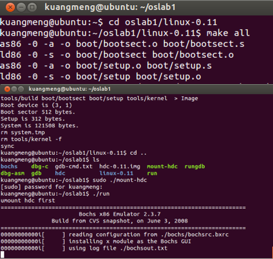 kuangmeng@ubuntu:~/oslab1
kuangmeng@ubuntu:~$ cd oslab1/linux-0.11
kuangmeng@ubuntu:~/oslab1/linux-0.11$ make all
as86 -0 -a -o boot/bootsect.o boot/bootsect.s
ld86 -0 -s -o boot/bootsect boot/bootsect.o
as86 -0 -a -o boot/setup.o boot/setup.s
ld86 -0 -s -o boot/setup boot/setup.o
kuangmeng@ubuntu: ~/oslab1
tools/build boot/bootsect boot/setup tools/kernel > Image
Root device is (3, 1)
Boot sector 512 bytes.
Setup is 312 bytes.
System is 121508 bytes.
rm system.tmp
rm tools/kernel -f
sync
kuangmeng@ubuntu:~/oslab1/linux-0.11$ cd ..
kuangmeng@ubuntu:~/oslab1$ ls
bochs dbg-c gdb-cmd.txt hdc-0.11.img mount-hdc rungdb
dbg-asm gdb hdc linux-0.11 run
kuangmeng@ubuntu:~/oslab1$ sudo ./mount-hdc
[sudo] password for kuangmeng:
kuangmeng@ubuntu:~/oslab1$ ./run
umount hdc first
========================================================================
Bochs x86 Emulator 2.3.7
Build from CVS snapshot, on June 3, 2008
========================================================================
00000000000i[ ] reading configuration from ./bochs/bochsrc.bxrc
00000000000i[ ] installing x module as the Bochs GUI
00000000000i[ ] using log file ./bochsout.txt